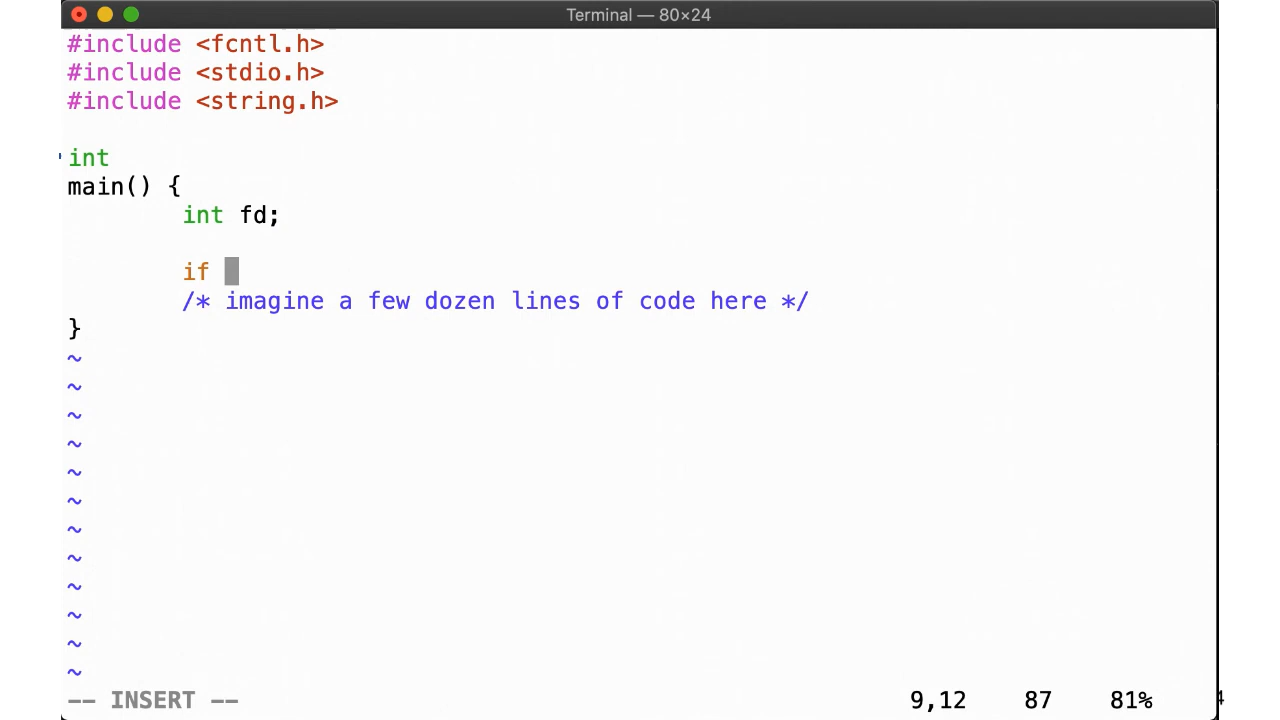 Terminal — 80×24
#include <fcntl.h>
#include <stdio.h>
#include <string.h>
int
main() {
int fd;
if
/* imagine a few dozen lines of code here */
}
~
~
~
~
~
~
~
~
~
~
~
~
-- INSERT -- 9,12 87 81%
4